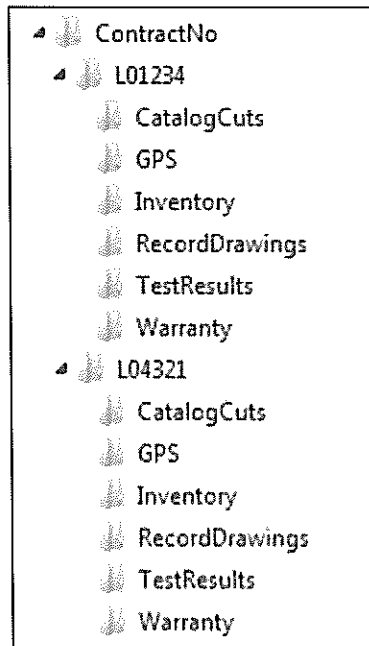 ContractNo
L01234
CatalogCuts
GPS
Inventory
RecordDrawings
TestResults
Warranty
L04321
CatalogCuts
GPS
Inventory
RecordDrawings
TestResults
Warranty